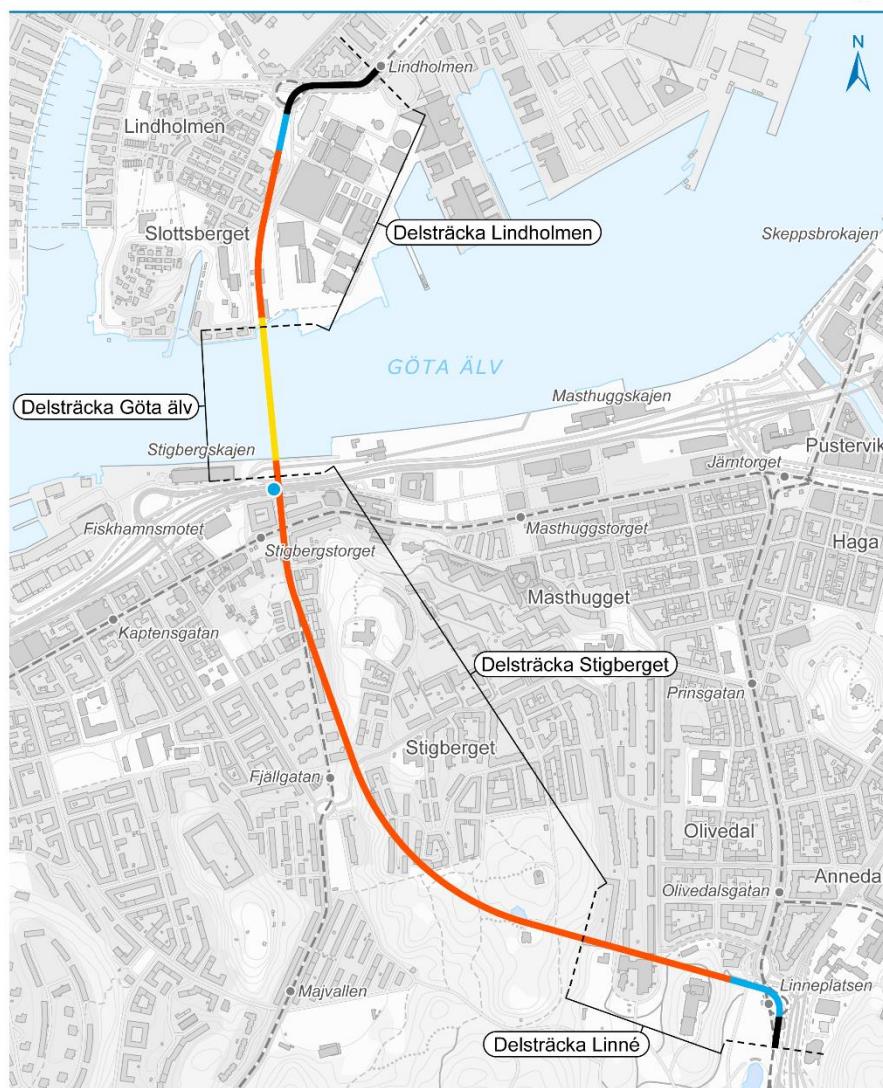 N
Lindholmen
Lindholmen
Slottsberget
Delsträcka Lindholmen
Skeppsbrokajen
GÖTA ÄLV
Delsträcka Göta älv
Masthuggskajen
Stigbergskajen
Pustervik
Järntorget
Fiskhamnsmotet
Masthuggstorget
Haga
Stigbergstorget
Masthugget
Kaptensgatan
Delsträcka Stigberget
Prinsgatan
Stigberget
Fjällgatan
Olivedal
Anneda
Olivedalsgatan
Linneplatsen
Majvallen
Delsträcka Linné